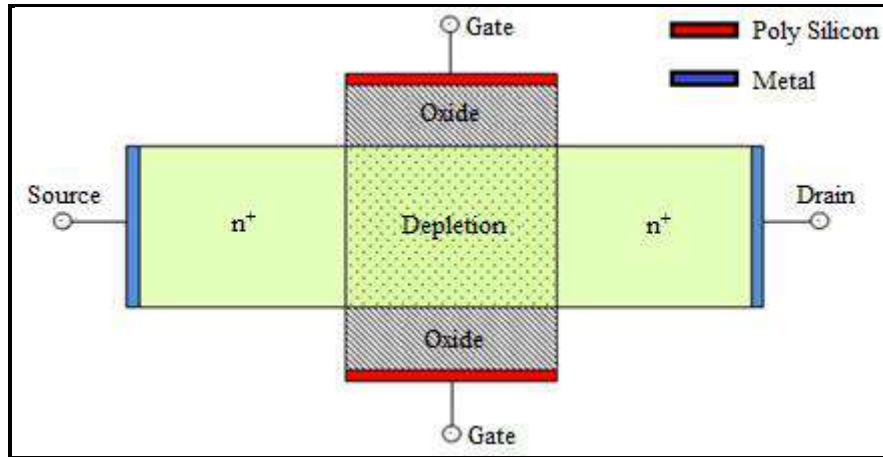 Gate
Poly Silicon
Metal
Oxide
Source
n+
Depletion
n+
Drain
Oxide
Gate